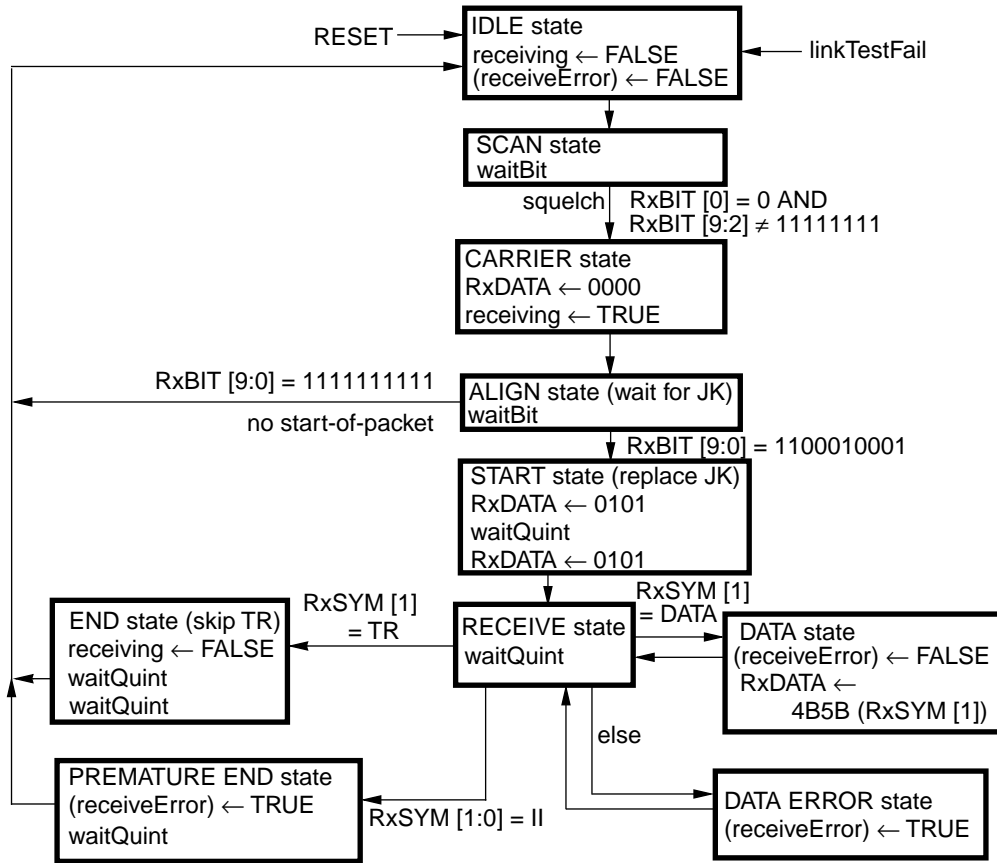 IDLE state
RESET
receiving ← FALSE
linkTestFail
(receiveError) ← FALSE
SCAN state
waitBit
squelch
RxBIT [0] = 0 AND
RxBIT [9:2] ≠ 11111111
CARRIER state
RxDATA ← 0000
receiving ← TRUE
RxBIT [9:0] = 1111111111
no start-of-packet
ALIGN state (wait for JK)
waitBit
RxBIT [9:0] = 1100010001
START state (replace JK)
RxDATA ← 0101
waitQuint
RxDATA ← 0101
RxSYM [1]
= TR
RxSYM [1]
= DATA
END state (skip TR)
receiving ← FALSE
waitQuint
waitQuint
RECEIVE state
waitQuint
DATA state
(receiveError) ← FALSE
RxDATA ←
4B5B (RxSYM [1])
else
PREMATURE END state
(receiveError) ← TRUE
waitQuint
RxSYM [1:0] = II
DATA ERROR state
(receiveError) ← TRUE